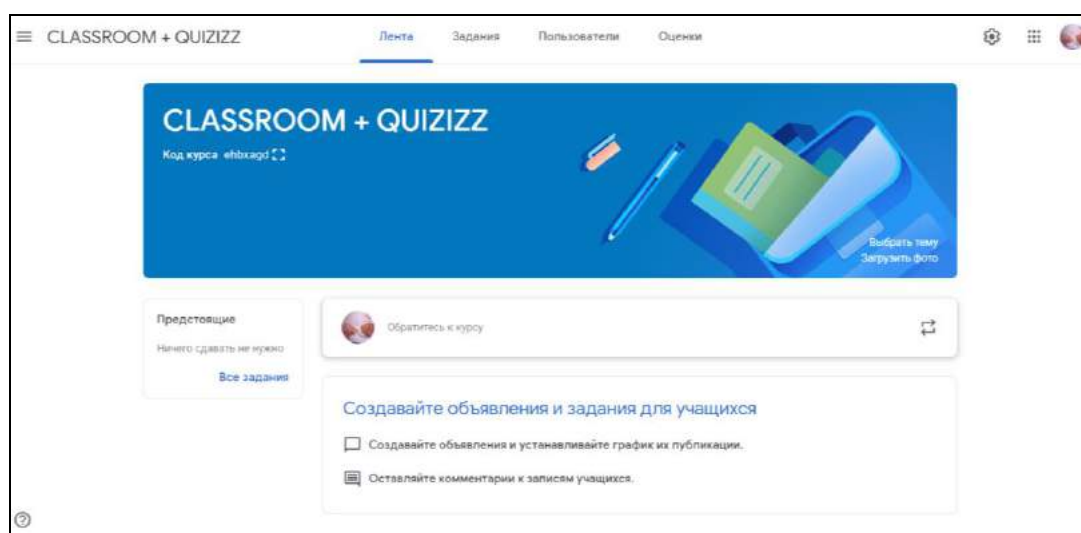 CLASSROOM + QUIZIZZ
Лента Задания Пользователи Оценки
CLASSROOM + QUIZIZZ
Код курса ehbxagd
Выбрать тему
Загрузить фото
Предстоящие
Ничего сдавать не нужно
Все задания
Обратитесь к курсу
Создавайте объявления и задания для учащихся
Создавайте объявления и устанавливайте график их публикации.
Оставляйте комментарии к записям учащихся.